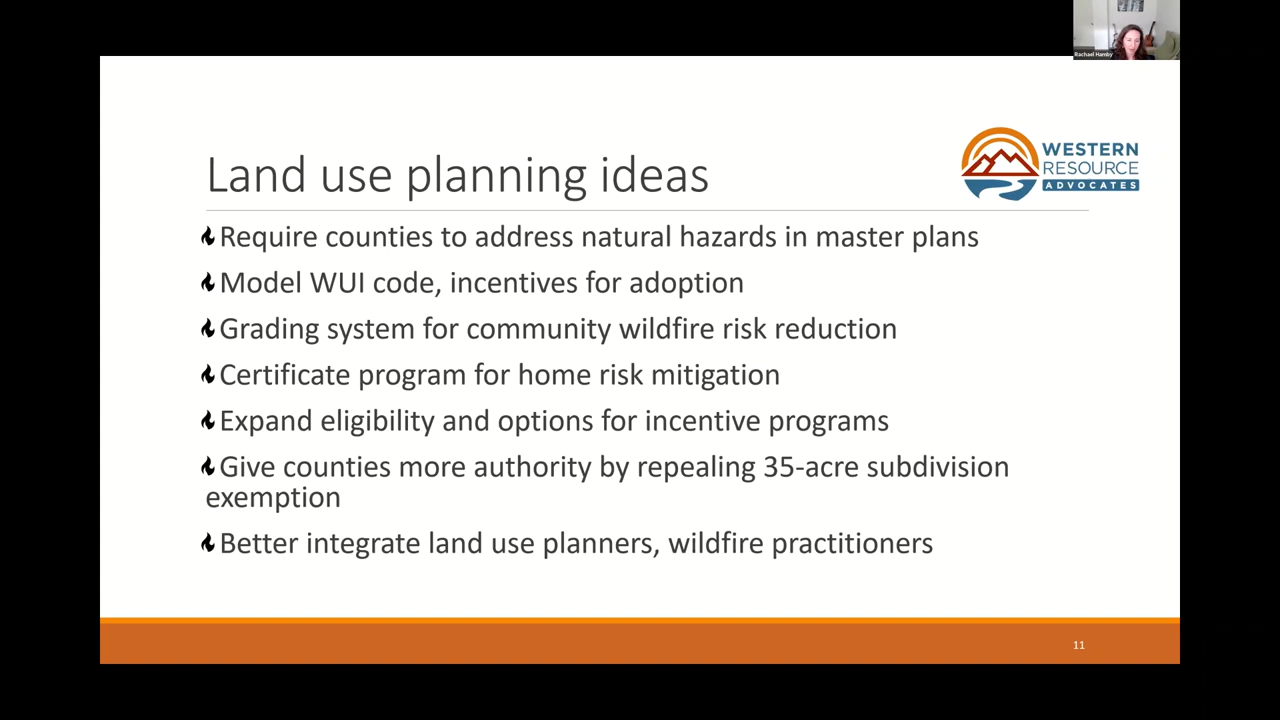 Rachael Hamby
WESTERN
RESOURCE
ADVOCATES
Land use planning ideas
Require counties to address natural hazards in master plans
Model WUI code, incentives for adoption
Grading system for community wildfire risk reduction
Certificate program for home risk mitigation
Expand eligibility and options for incentive programs
Give counties more authority by repealing 35-acre subdivision
exemption
Better integrate land use planners, wildfire practitioners
11